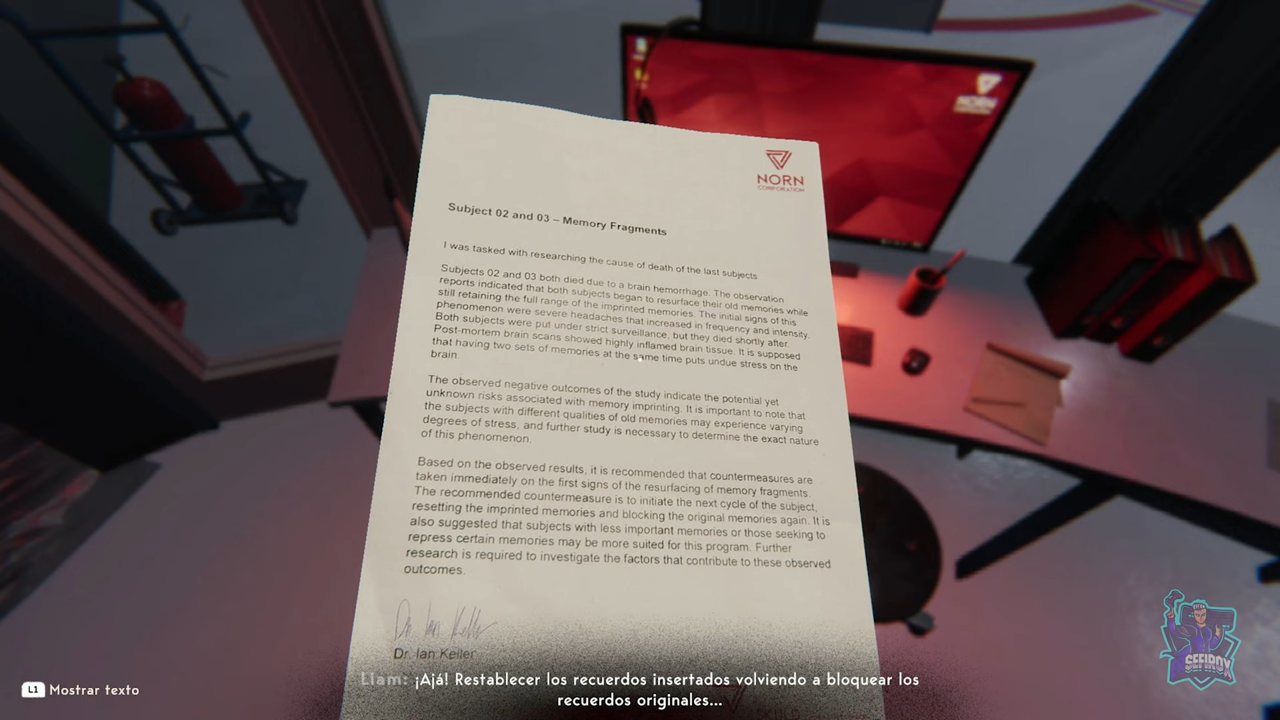 NORN
NORN
CORPORATION
Subject 02 and 03 – Memory Fragments
I was tasked with researching the cause of death of the last subjects
Subjects 02 and 03 both died due to a brain hemorrhage. The observation
reports indicated that both subjects began to resurface their old memories while
still retaining the full range of the imprinted memories. The initial signs of this
phenomenon were severe headaches that increased in frequency and intensity.
Both subjects were put under strict surveillance, but they died shortly after.
Post-mortem brain scans showed highly inflamed brain tissue. It is supposed
that having two sets of memories at the same time puts undue stress on the
brain.
The observed negative outcomes of the study indicate the potential yet
unknown risks associated with memory imprinting. It is important to note that
the subjects with different qualities of old memories may experience varying
degrees of stress, and further study is necessary to determine the exact nature
of this phenomenon.
Based on the observed results, it is recommended that countermeasures are
taken immediately on the first signs of the resurfacing of memory fragments.
The recommended countermeasure is to initiate the next cycle of the subject,
resetting the imprinted memories and blocking the original memories again. It is
also suggested that subjects with less important memories or those seeking to
repress certain memories may be more suited for this program. Further
research is required to investigate the factors that contribute to these observed
outcomes.
Dr. Ian Keller
Dr. Ian Keller
Liam: ¡Ajá! Restablecer los recuerdos insertados volviendo a bloquear los
recuerdos originales...
L1 Mostrar texto
SEFIROX